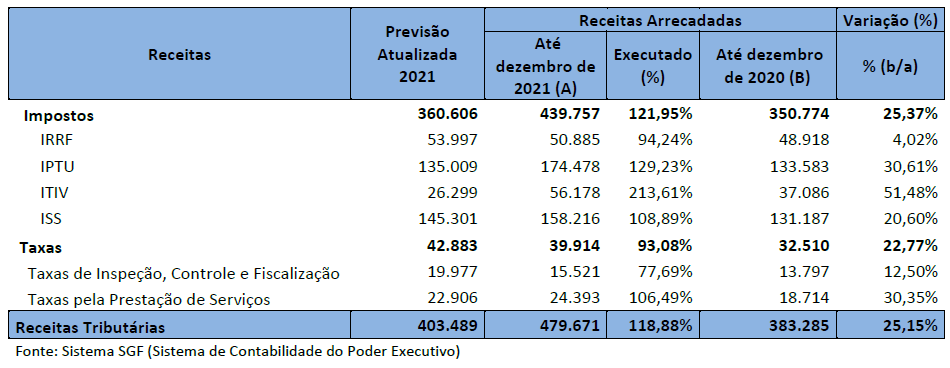 Receitas Previsão Atualizada 2021 Receitas Arrecadadas Variação (%)
Até dezembro de 2021 (A) Executado (%) Até dezembro de 2020 (B) % (b/a)
Impostos 360.606 439.757 121,95% 350.774 25,37%
IRRF 53.997 50.885 94,24% 48.918 4,02%
IPTU 135.009 174.478 129,23% 133.583 30,61%
ITIV 26.299 56.178 213,61% 37.086 51,48%
ISS 145.301 158.216 108,89% 131.187 20,60%
Taxas 42.883 39.914 93,08% 32.510 22,77%
Taxas de Inspeção, Controle e Fiscalização 19.977 15.521 77,69% 13.797 12,50%
Taxas pela Prestação de Serviços 22.906 24.393 106,49% 18.714 30,35%
Receitas Tributárias 403.489 479.671 118,88% 383.285 25,15%
Fonte: Sistema SGF (Sistema de Contabilidade do Poder Executivo)